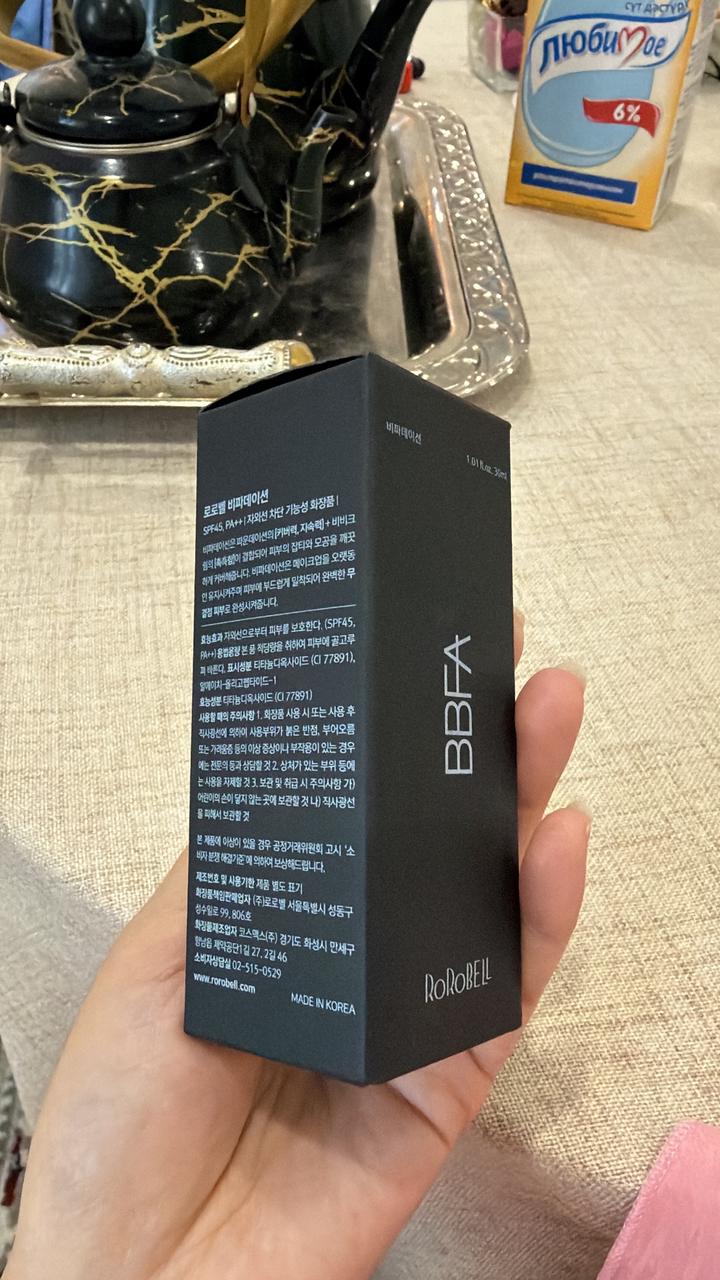 сүт дәстүрі
Любимое
6%
비파데이션
1.01 fl.oz. 30ml
BBFA
RoRoBELL
로로벨 비파데이션
SPF45, PA++ | 자외선 차단 기능성 화장품 |
비파데이션은 파운데이션의 [커버력, 지속력] + 비비크
림의 [촉촉함]이 결합되어 피부의 잡티와 모공을 깨끗
하게 커버해줍니다. 비파데이션은 메이크업을 오랫동
안 유지시켜주며 피부에 부드럽게 밀착되어 완벽한 무
결점 피부로 완성시켜줍니다.
효능효과 자외선으로부터 피부를 보호한다. (SPF45,
PA++) 용법용량 본 품 적당량을 취하여 피부에 골고루
펴 바른다. 표시성분 티타늄디옥사이드 (CI 77891),
알에이치-올리고펩타이드-1
효능성분 티타늄디옥사이드 (CI 77891)
사용할 때의 주의사항 1. 화장품 사용 시 또는 사용 후
직사광선에 의하여 사용부위가 붉은 반점, 부어오름
또는 가려움증 등의 이상 증상이나 부작용이 있는 경우
에는 전문의 등과 상담할 것 2. 상처가 있는 부위 등에
는 사용을 자제할 것 3. 보관 및 취급 시 주의사항 가)
어린이의 손이 닿지 않는 곳에 보관할 것 나) 직사광선
을 피해서 보관할 것
본 제품에 이상이 있을 경우 공정거래위원회 고시 '소
비자 분쟁 해결기준'에 의하여 보상해드립니다.
제조번호 및 사용기한 제품 별도 표기
화장품책임판매업자 (주)로로벨 서울특별시 성동구
성수일로 99, 806호
화장품제조업자 코스맥스(주) 경기도 화성시 만세구
향남읍 제약공단1길 27, 2길 46
소비자상담실 02-515-0529
www.rorobell.com
MADE IN KOREA